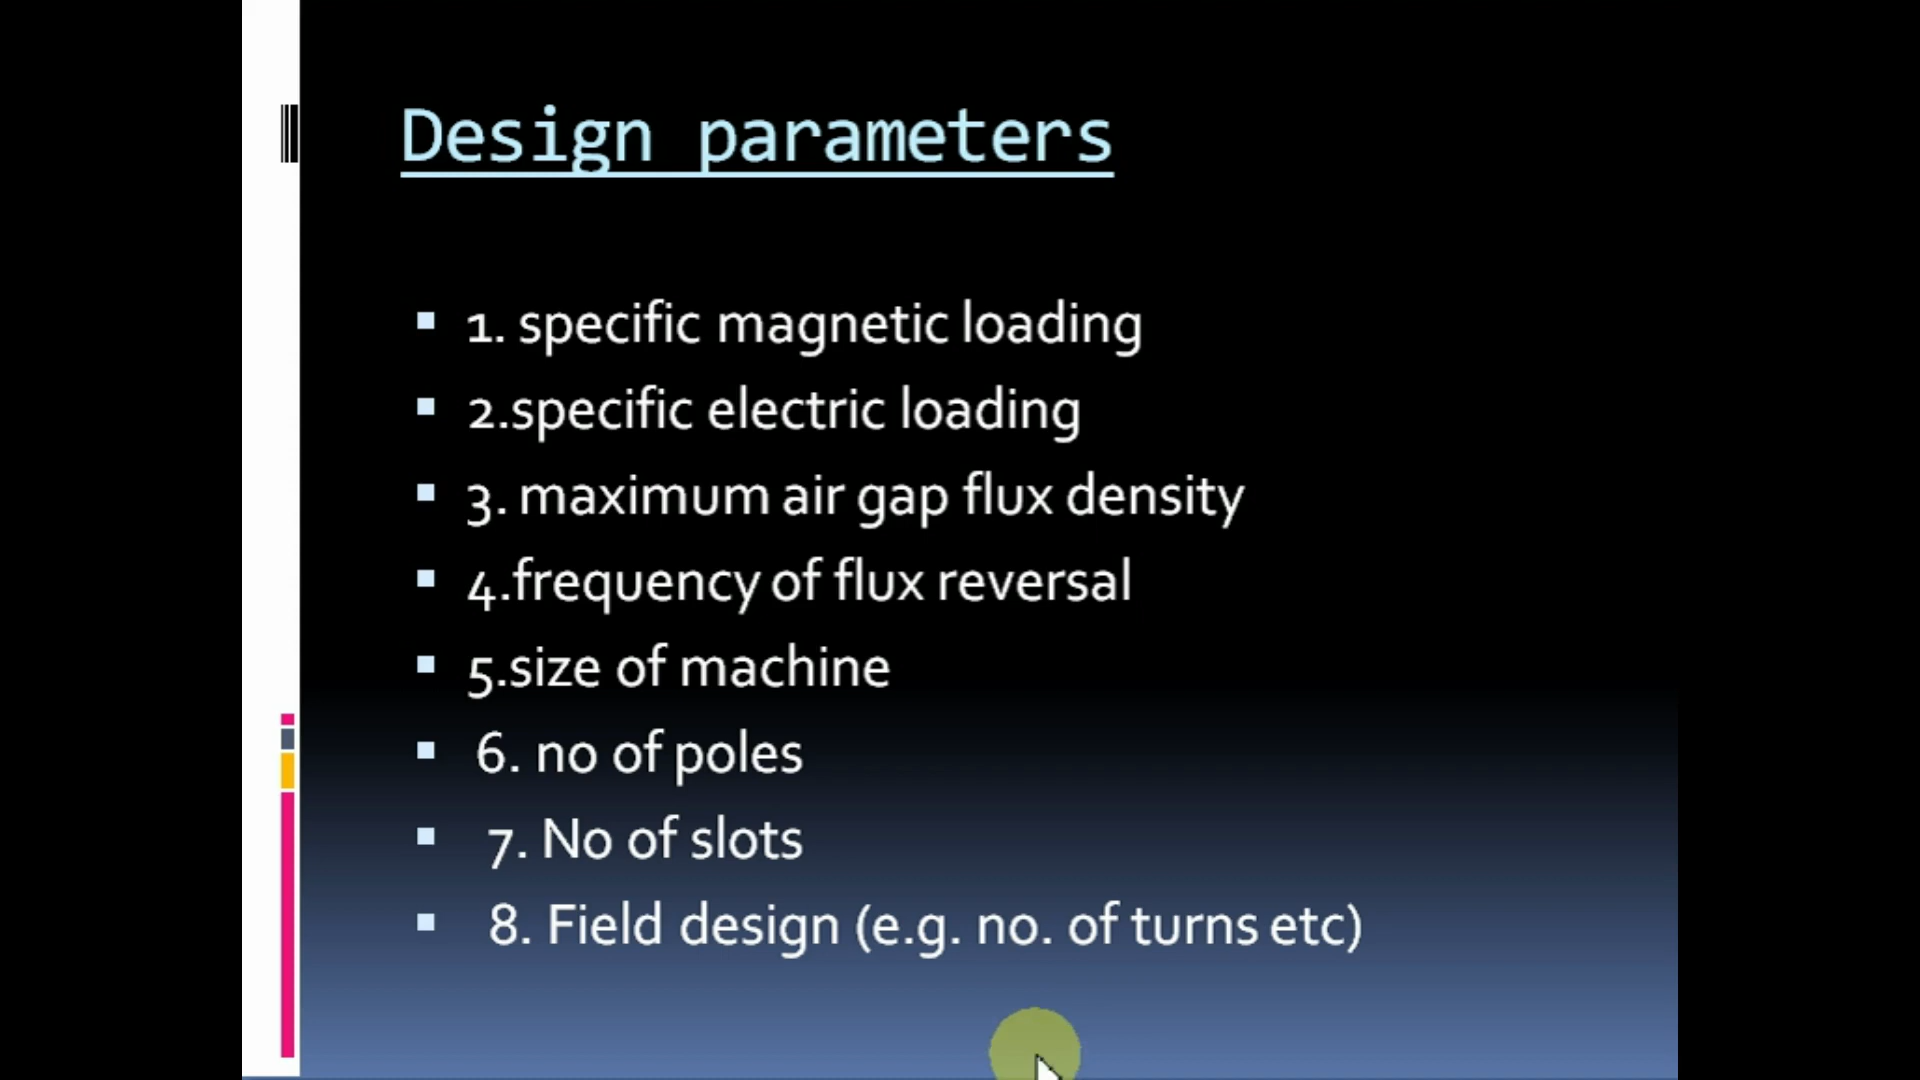 Design parameters
1. specific magnetic loading
2.specific electric loading
3. maximum air gap flux density
4.frequency of flux reversal
5.size of machine
6. no of poles
7. No of slots
8. Field design (e.g. no. of turns etc)